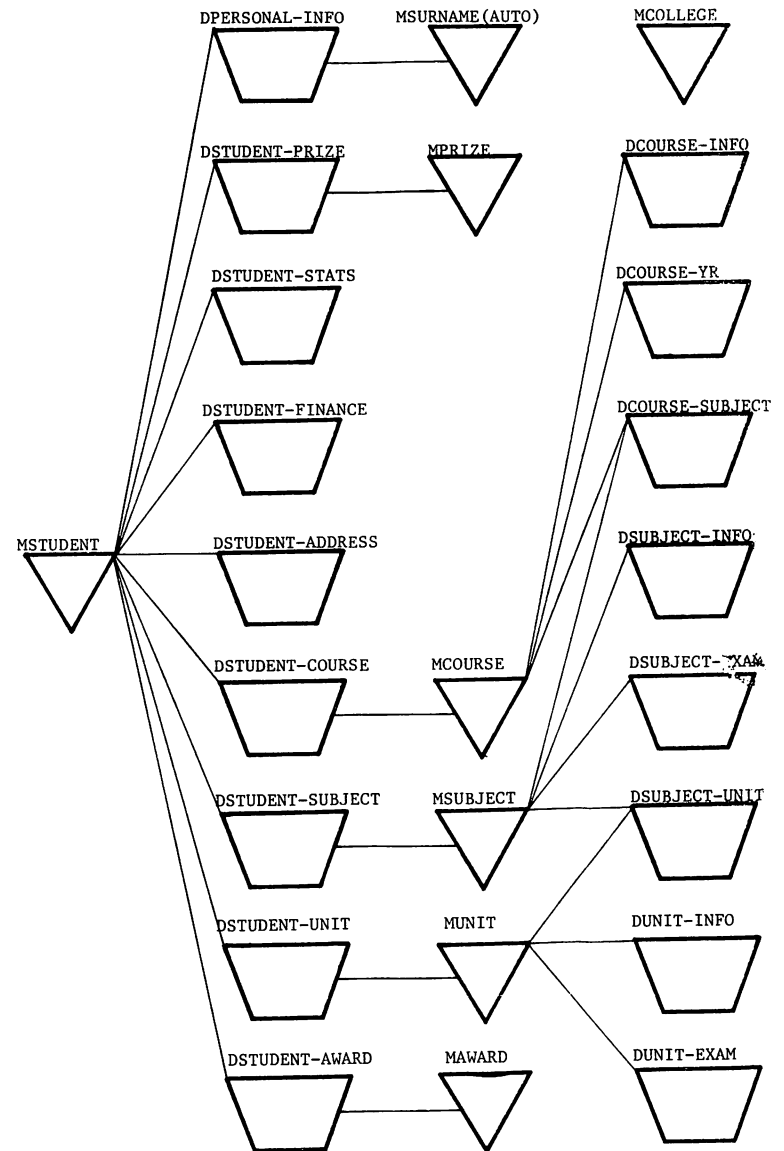 DPERSONAL-INFO MSURNAME(AUTO) MCOLLEGE
DSTUDENT-PRIZE MPRIZE DCOURSE-INFO
DSTUDENT-STATS DCOURSE-YR
DSTUDENT-FINANCE DCOURSE-SUBJECT
MSTUDENT DSTUDENT-ADDRESS DSUBJECT-INFO
DSTUDENT-COURSE MCOURSE
DSTUDENT-SUBJECT MSUBJECT DSUBJECT-UNIT
DSTUDENT-UNIT MUNIT DUNIT-INFO
DSTUDENT-AWARD MAWARD DUNIT-EXAM